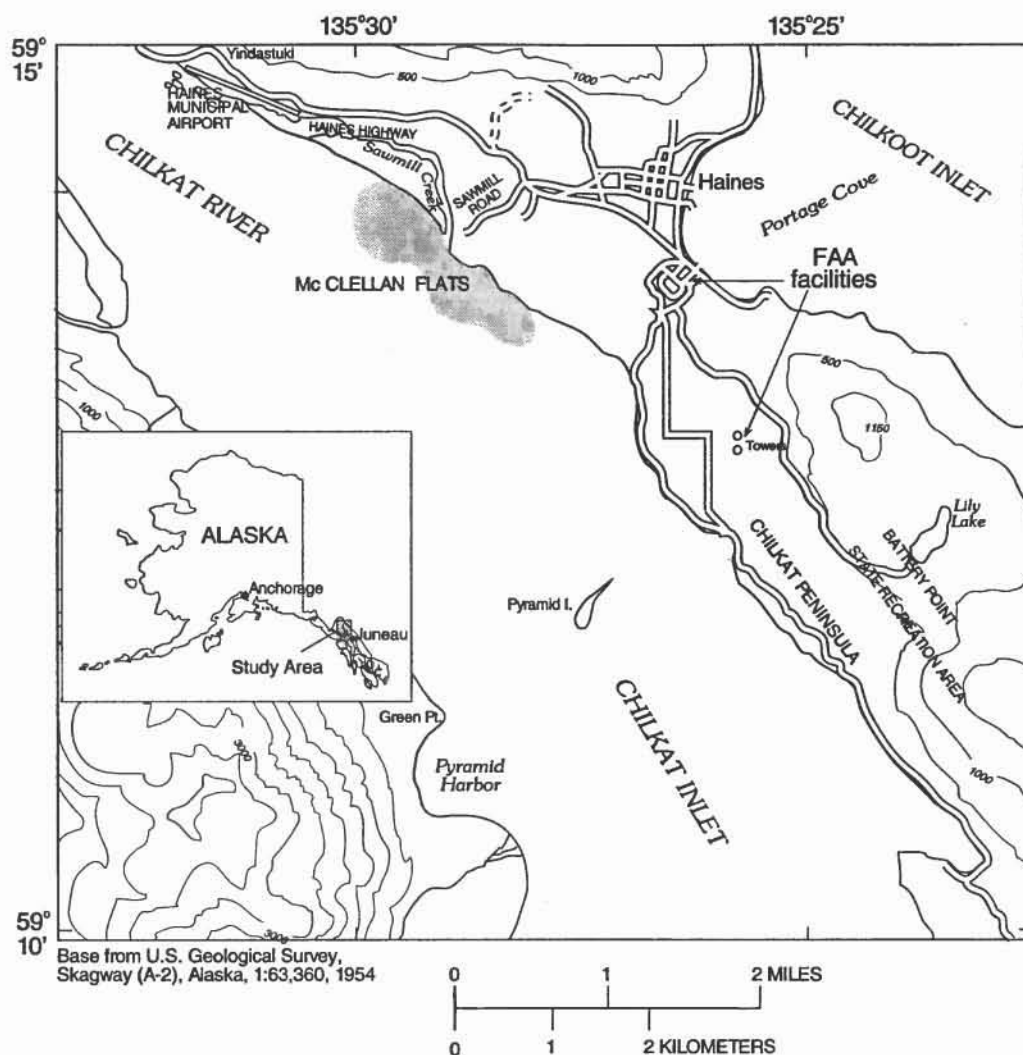 135°30'
135°25'
59°
15'
Yindastuki
500
1000
HAINES
MUNICIPAL
AIRPORT
HAINES HIGHWAY
CHILKOOT INLET
CHILKAT RIVER
Sawmill Creek
SAWMILL
ROAD
Haines
Portage Cove
FAA
facilities
Mc CLELLAN FLATS
500
1000
1150
Towers
Lily
Lake
ALASKA
Anchorage
Juneau
Study Area
BATTERY POINT
STATE RECREATION AREA
CHILKAT PENINSULA
Pyramid I.
Green Pt.
3000
Pyramid
Harbor
CHILKAT INLET
1000
3000
59°
10'
Base from U.S. Geological Survey,
Skagway (A-2), Alaska, 1:63,360, 1954
0 1 2 MILES
0 1 2 KILOMETERS